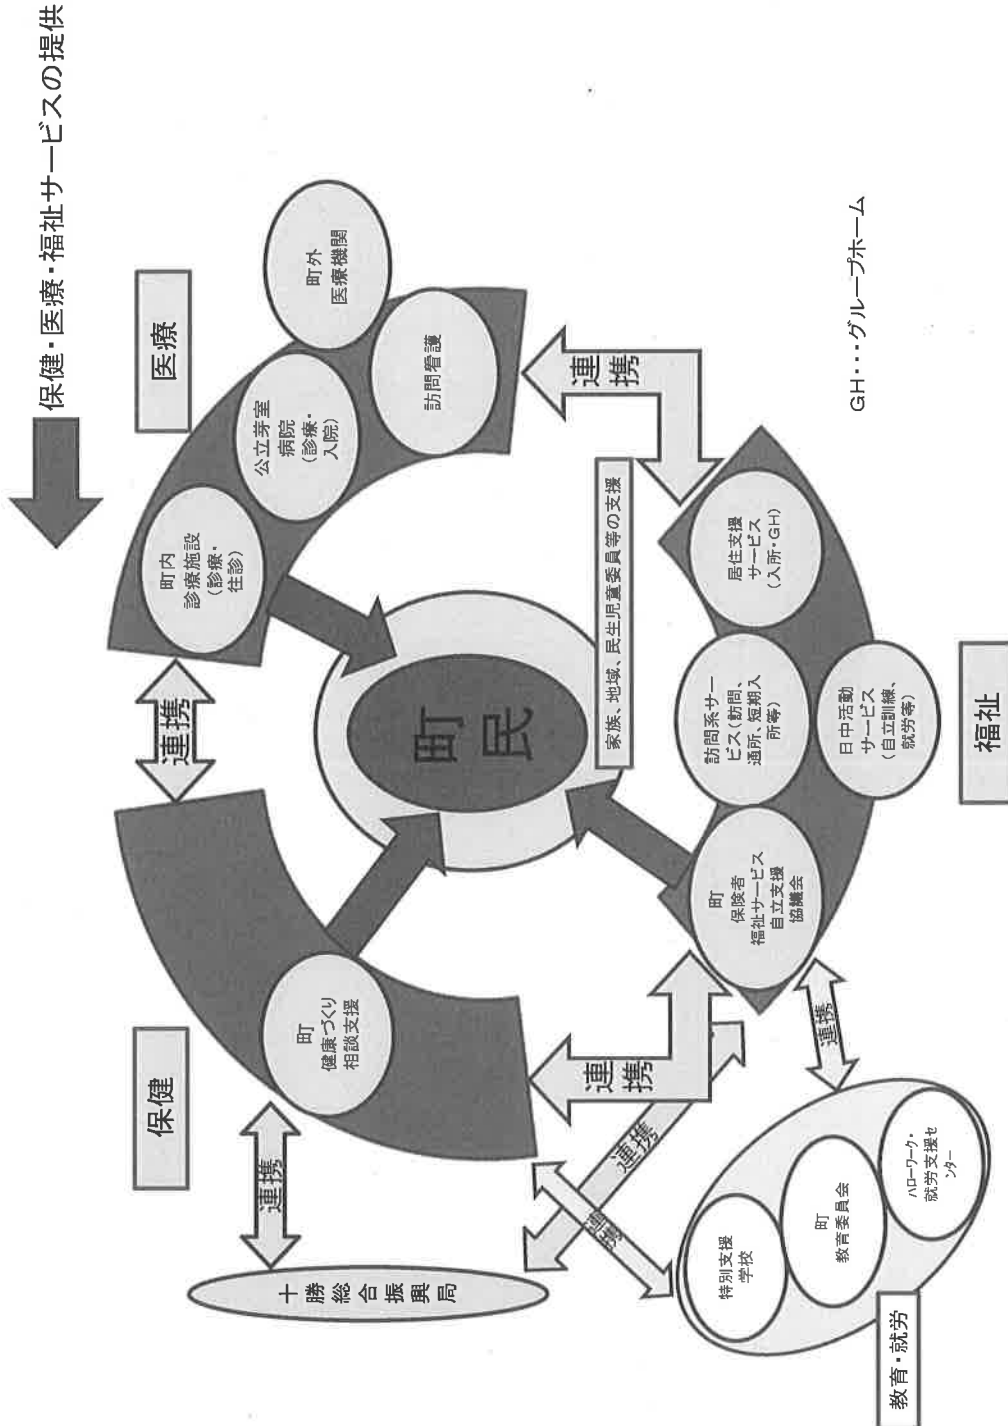 保健・医療・福祉サービスの提供
保健
医療
連携
町内
診療施設
(診療・
往診)
公立芽室
病院
(診療・
入院)
町外
医療機関
訪問看護
町
健康づくり
相談支援
連携
十勝総合振興局
町
民
家族、地域、民生児童委員等の支援
連携
連携
連携
連携
連携
町
保険者
福祉サービス
自立支援
協議会
訪問系サー
ビス(訪問、
通所、短期入
所等)
居住支援
サービス
(入所・GH)
日中活動
サービス
(自立訓練、
就労等)
福祉
特別支援
学校
町
教育委員会
ハローワーク・
就労支援セ
ンター
教育・就労
GH・・・グループホーム